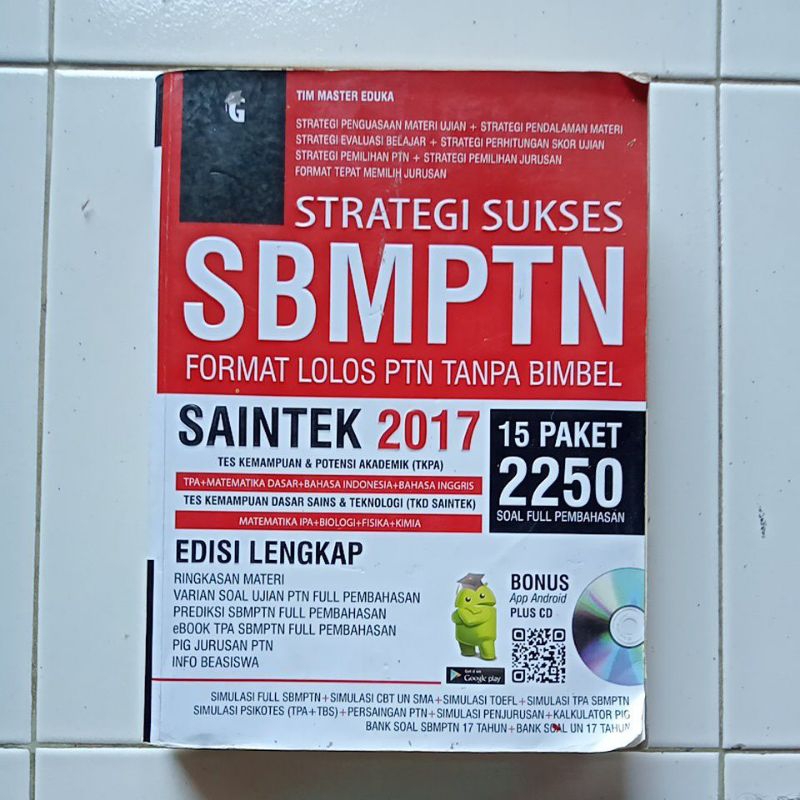 G
TIM MASTER EDUKA
STRATEGI PENGUASAAN MATERI UJIAN + STRATEGI PENDALAMAN MATERI
STRATEGI EVALUASI BELAJAR + STRATEGI PERHITUNGAN SKOR UJIAN
STRATEGI PEMILIHAN PTN + STRATEGI PEMILIHAN JURUSAN
FORMAT TEPAT MEMILIH JURUSAN
STRATEGI SUKSES
SBMPTN
FORMAT LOLOS PTN TANPA BIMBEL
SAINTEK 2017
TES KEMAMPUAN & POTENSI AKADEMIK (TKPA)
TPA+MATEMATIKA DASAR+BAHASA INDONESIA+BAHASA INGGRIS
TES KEMAMPUAN DASAR SAINS & TEKNOLOGI (TKD SAINTEK)
MATEMATIKA IPA+BIOLOGI+FISIKA+KIMIA
15 PAKET
2250
SOAL FULL PEMBAHASAN
EDISI LENGKAP
RINGKASAN MATERI
VARIAN SOAL UJIAN PTN FULL PEMBAHASAN
PREDIKSI SBMPTN FULL PEMBAHASAN
eBOOK TPA SBMPTN FULL PEMBAHASAN
PIG JURUSAN PTN
INFO BEASISWA
BONUS
App Android
PLUS CD
Get it on
Google play
SIMULASI FULL SBMPTN+SIMULASI CBT UN SMA+SIMULASI TOEFL+SIMULASI TPA SBMPTN
SIMULASI PSIKOTES (TPA+TBS)+PERSAINGAN PTN+SIMULASI PENJURUSAN+KALKULATOR PIG
BANK SOAL SBMPTN 17 TAHUN+BANK SOAL UN 17 TAHUN